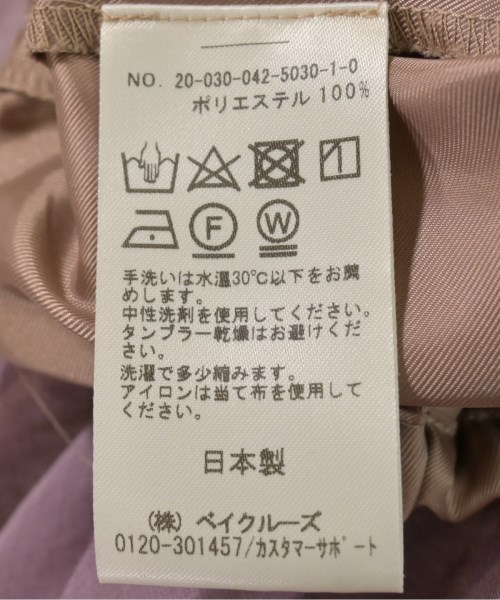 NO. 20-030-042-5030-1-0
ポリエステル 100%
F
W
手洗いは水温30℃以下をお薦
めします。
中性洗剤を使用してください。
タンブラー乾燥はお避けくだ
さい。
洗濯で多少縮みます。
アイロンは当て布を使用して
ください。
日本製
(株) ベイクルーズ
0120-301457/カスタマーサポート